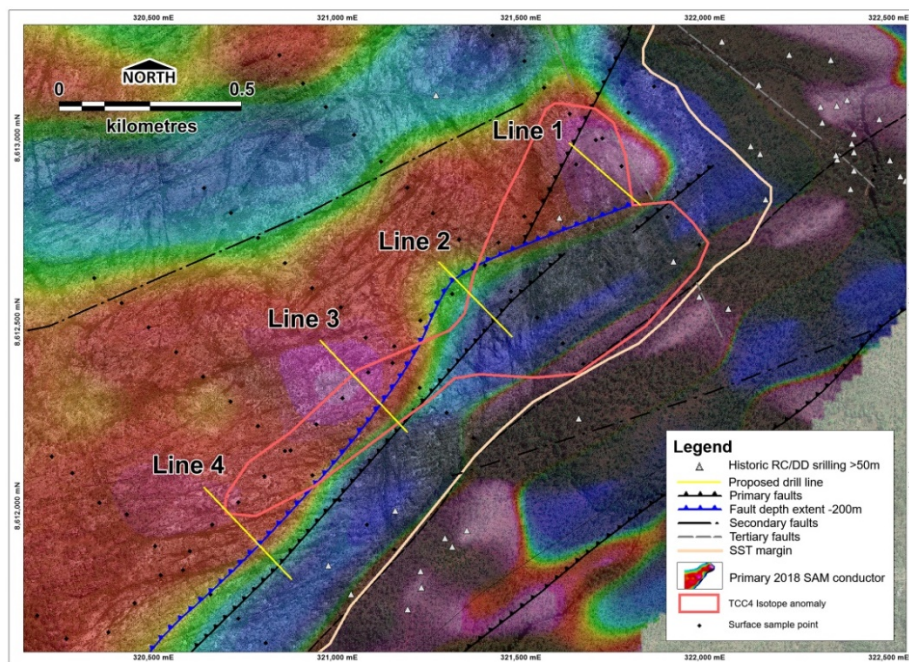 320,500 mE 321,000 mE 321,500 mE 322,000 mE 322,500 mE
NORTH
0 0.5
kilometres
8,613,000 mN
Line 1
Line 2
8,612,500 mN
Line 3
Line 4
8,612,000 mN
Legend
Historic RC/DD srilling >50m
Proposed drill line
Primary faults
Fault depth extent -200m
Secondary faults
Tertiary faults
SST margin
Primary 2018 SAM conductor
TCC4 Isotope anomaly
Surface sample point
320,500 mE 321,000 mE 321,500 mE 322,000 mE 322,500 mE